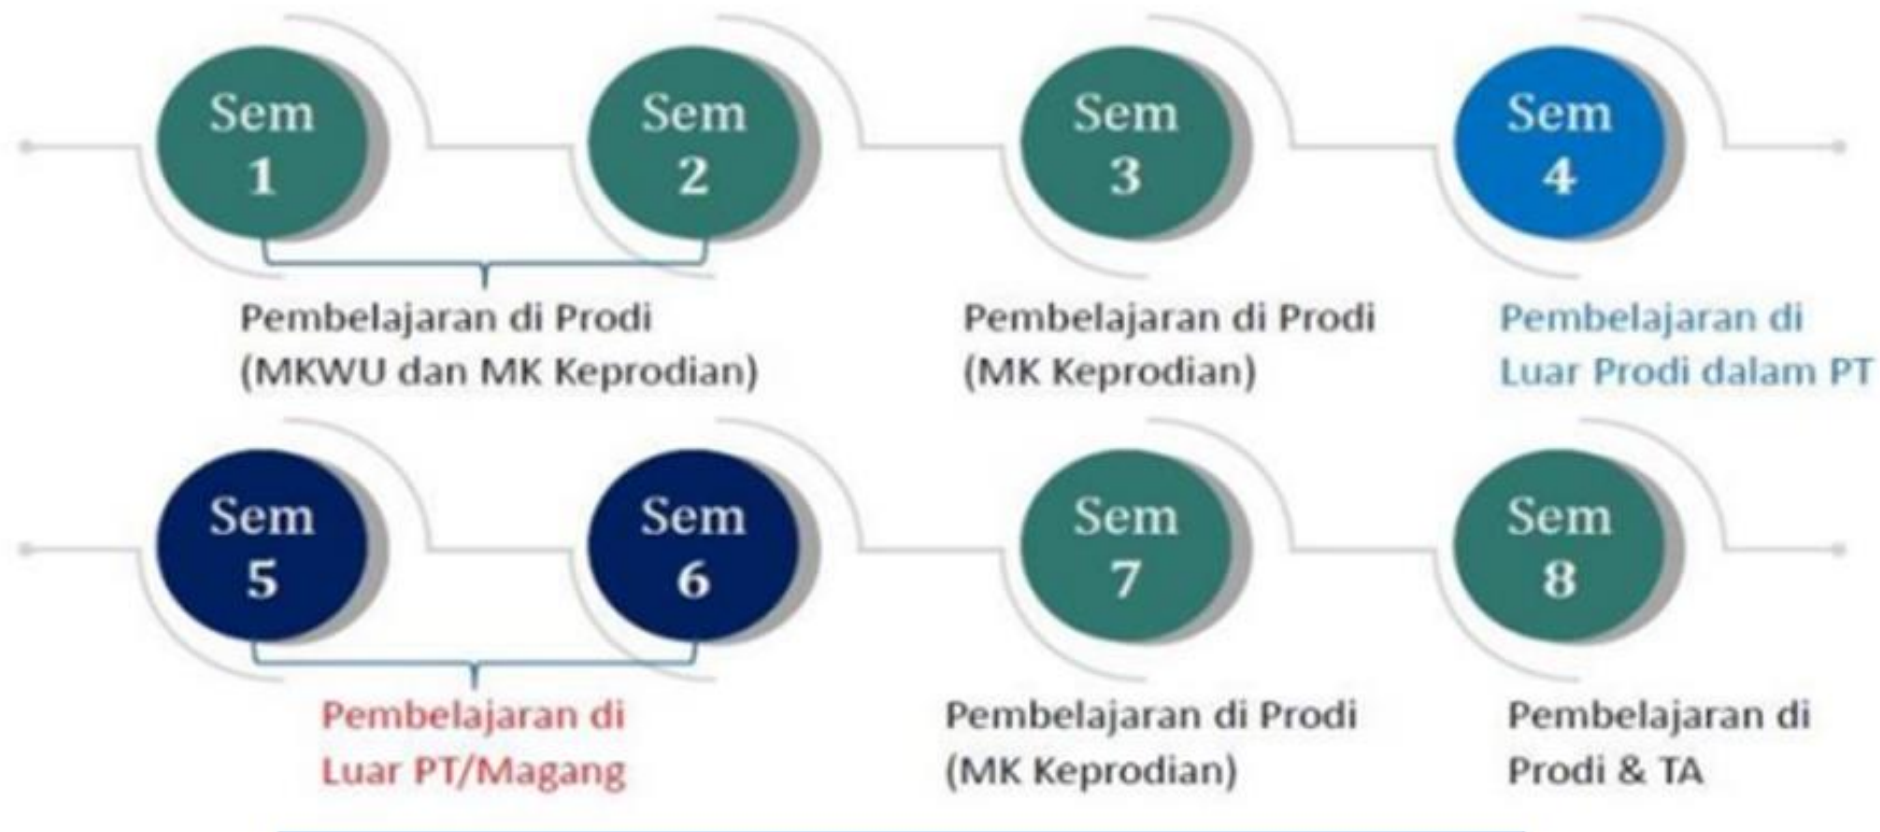 Sem
1
Sem
2
Sem
3
Sem
4
Pembelajaran di Prodi
(MKWU dan MK Keprodian)
Pembelajaran di Prodi
(MK Keprodian)
Pembelajaran di
Luar Prodi dalam PT
Sem
5
Sem
6
Sem
7
Sem
8
Pembelajaran di
Luar PT/Magang
Pembelajaran di Prodi
(MK Keprodian)
Pembelajaran di
Prodi & TA